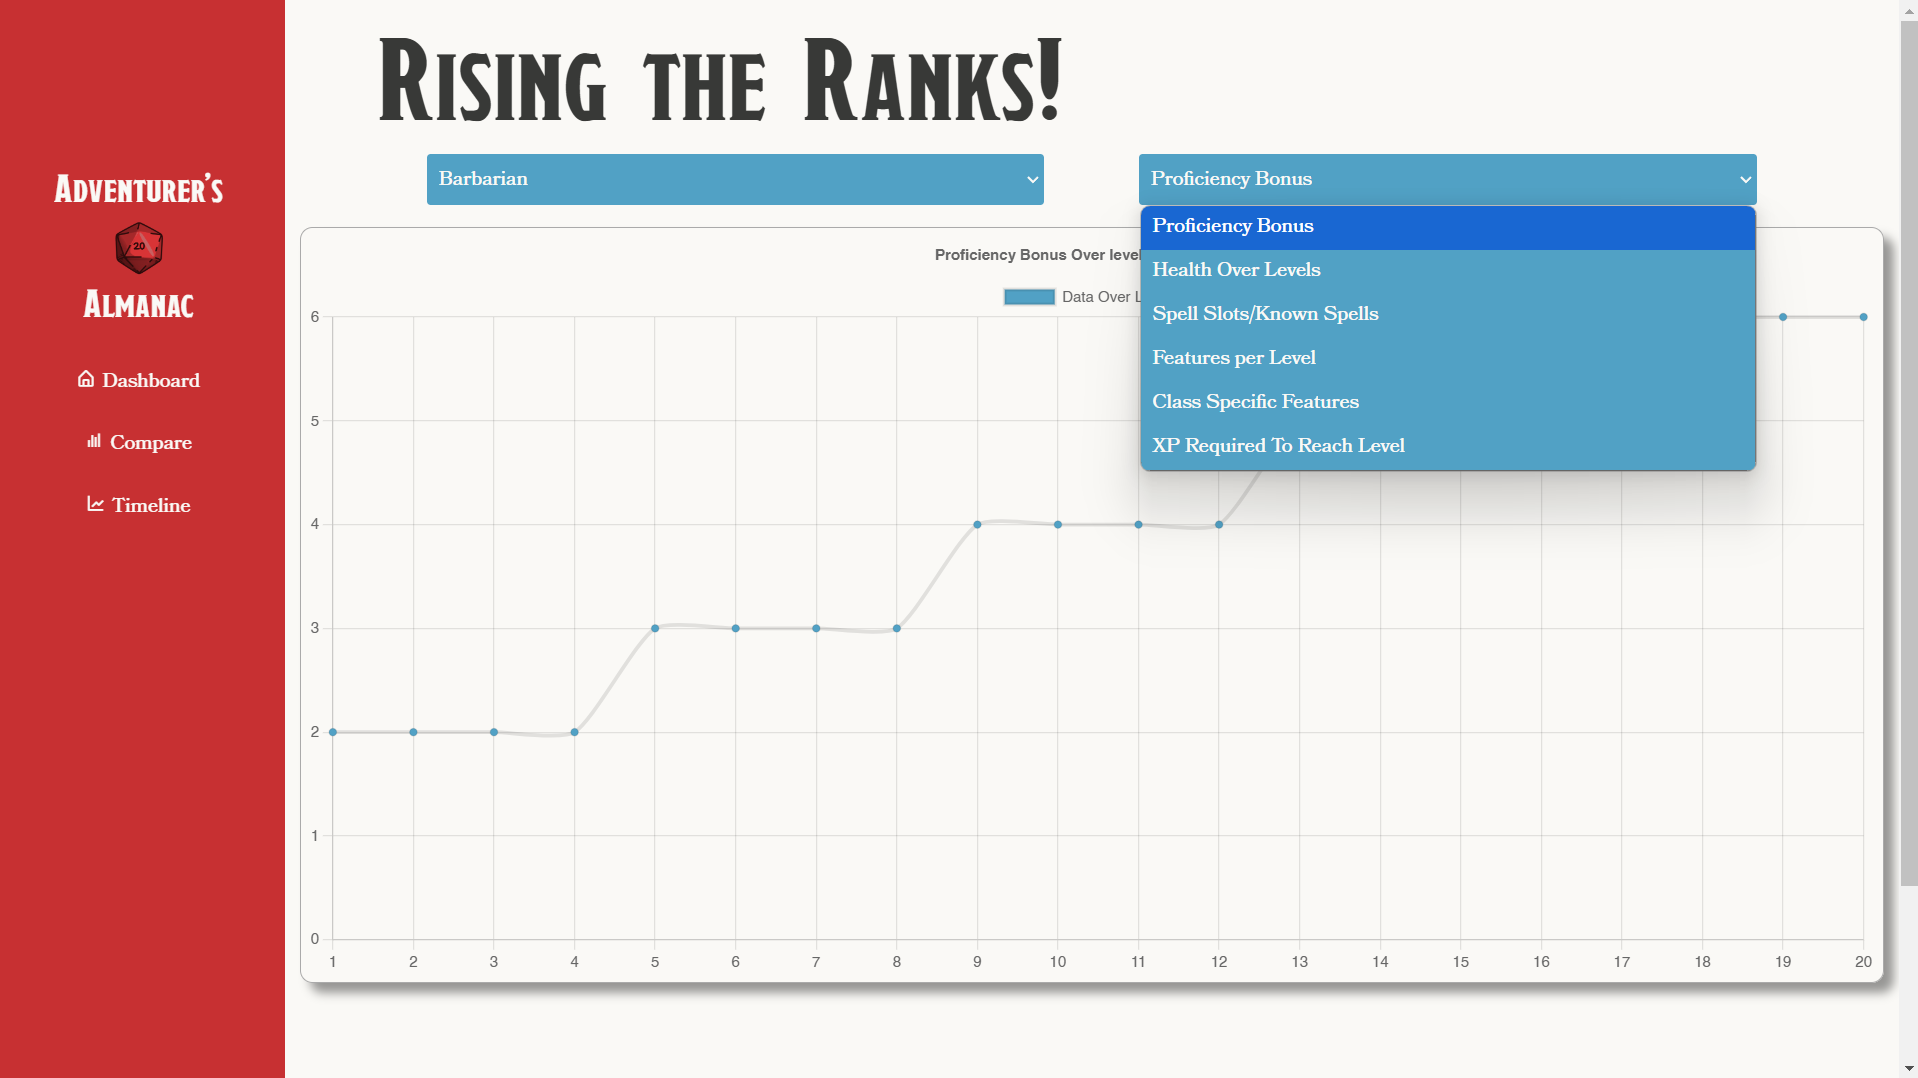 Rising the Ranks!
Adventurer's
20
Almanac
Dashboard
Compare
Timeline
Barbarian
Proficiency Bonus
Proficiency Bonus
Health Over Levels
Spell Slots/Known Spells
Features per Level
Class Specific Features
XP Required To Reach Level
Proficiency Bonus Over level
Data Over L
6
5
4
3
2
1
0
1 2 3 4 5 6 7 8 9 10 11 12 13 14 15 16 17 18 19 20